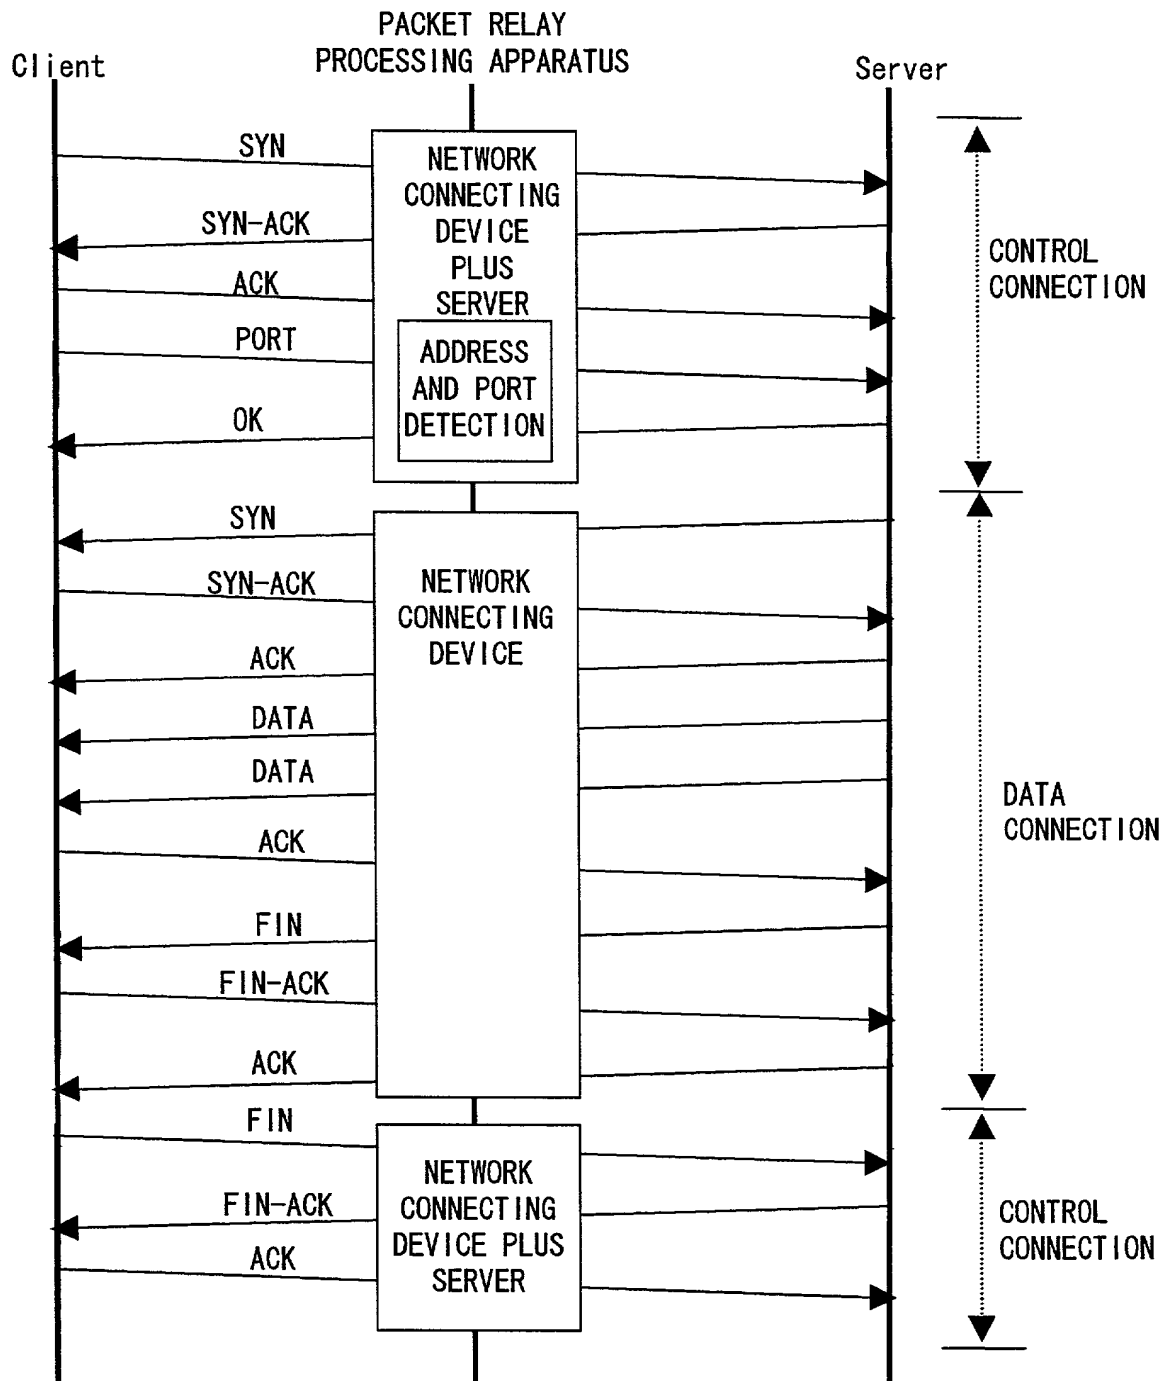 PACKET RELAY
PROCESSING APPARATUS
Client
Server
SYN
NETWORK
CONNECTING
DEVICE
PLUS
SERVER
SYN-ACK
ACK
PORT
ADDRESS
AND PORT
DETECTION
OK
CONTROL
CONNECTION
SYN
SYN-ACK
NETWORK
CONNECTING
DEVICE
ACK
DATA
DATA
ACK
FIN
FIN-ACK
ACK
DATA
CONNECTION
FIN
NETWORK
CONNECTING
DEVICE PLUS
SERVER
FIN-ACK
ACK
CONTROL
CONNECTION